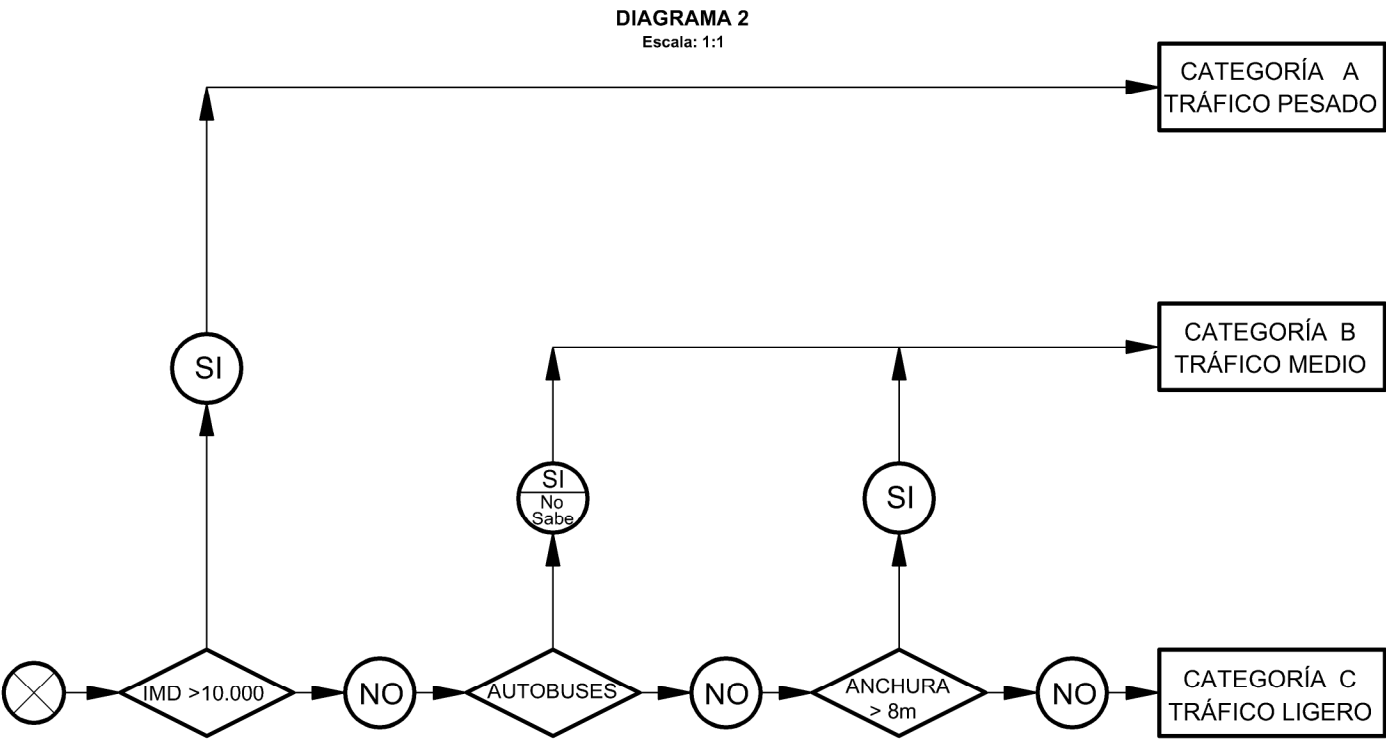 DIAGRAMA 2
Escala: 1:1
CATEGORÍA A
TRÁFICO PESADO
SI
CATEGORÍA B
TRÁFICO MEDIO
SI
No
Sabe
SI
IMD >10.000
NO
AUTOBUSES
NO
ANCHURA
> 8m
NO
CATEGORÍA C
TRÁFICO LIGERO